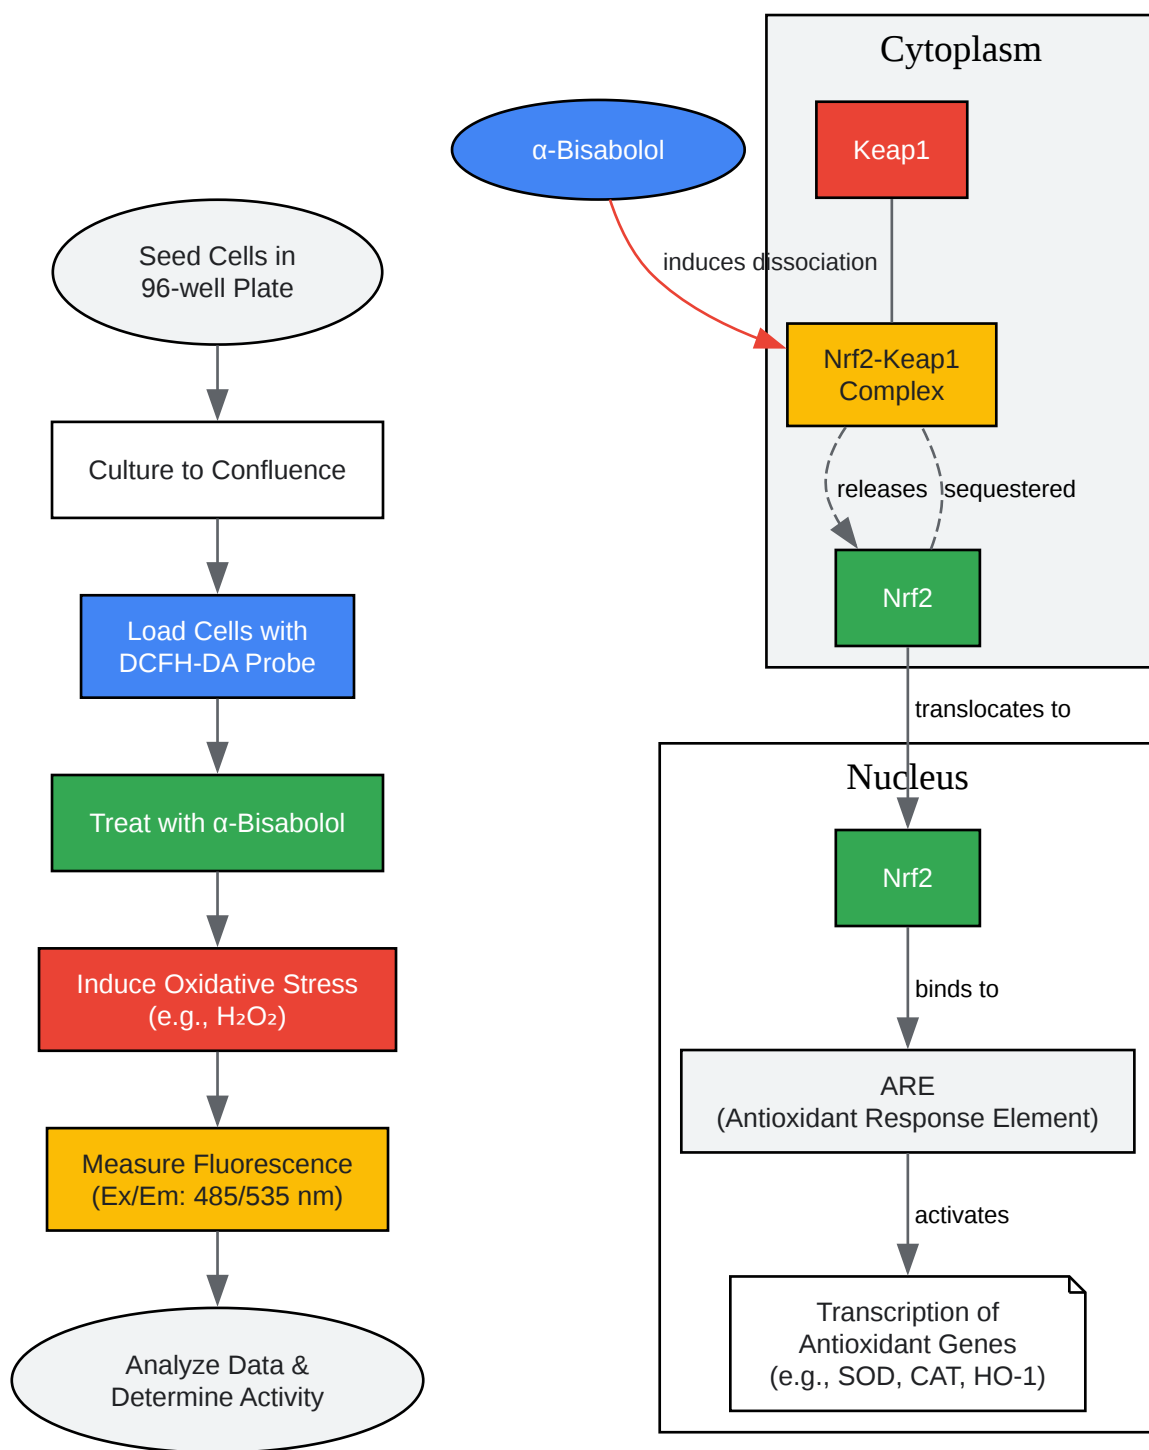 Seed Cells in
96-well Plate
Culture to Confluence
Load Cells with
DCFH-DA Probe
Treat with α-Bisabolol
Induce Oxidative Stress
(e.g., H₂O₂)
Measure Fluorescence
(Ex/Em: 485/535 nm)
Analyze Data &
Determine Activity
Cytoplasm
α-Bisabolol
Keap1
induces dissociation
Nrf2-Keap1
Complex
releases
sequestered
Nrf2
translocates to
Nucleus
Nrf2
binds to
ARE
(Antioxidant Response Element)
activates
Transcription of
Antioxidant Genes
(e.g., SOD, CAT, HO-1)